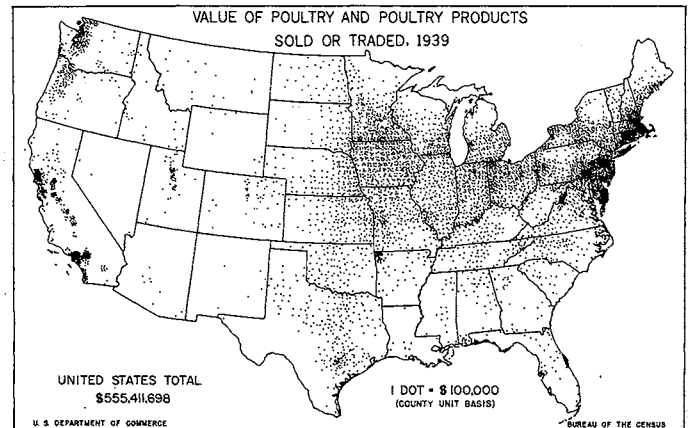 VALUE OF POULTRY AND POULTRY PRODUCTS
SOLD OR TRADED, 1939
UNITED STATES TOTAL
$555,411,698
1 DOT = $100,000
(COUNTY UNIT BASIS)
U. S. DEPARTMENT OF COMMERCE
BUREAU OF THE CENSUS